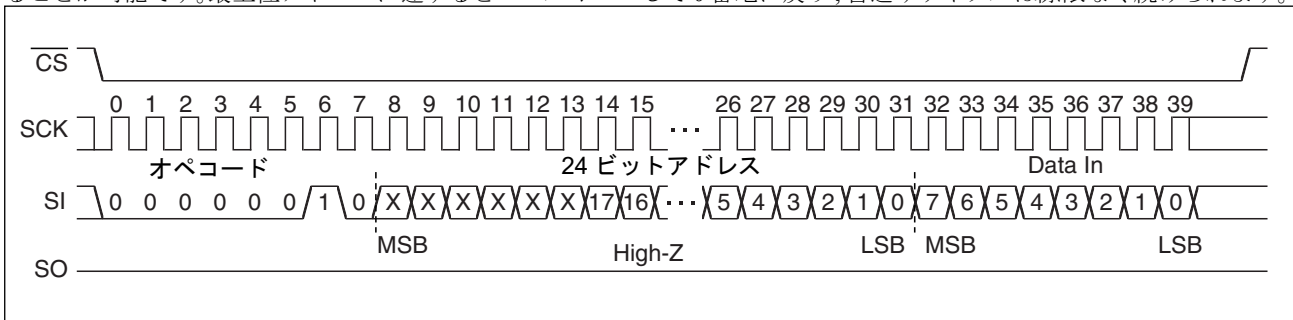 CS
0 1 2 3 4 5 6 7 8 9 10 11 12 13 14 15 26 27 28 29 30 31 32 33 34 35 36 37 38 39
SCK
オペコード 24 ビットアドレス Data In
SI 0 0 0 0 0 0 1 0 X X X X X X 17 16 5 4 3 2 1 0 7 6 5 4 3 2 1 0
MSB High-Z LSB MSB LSB
SO